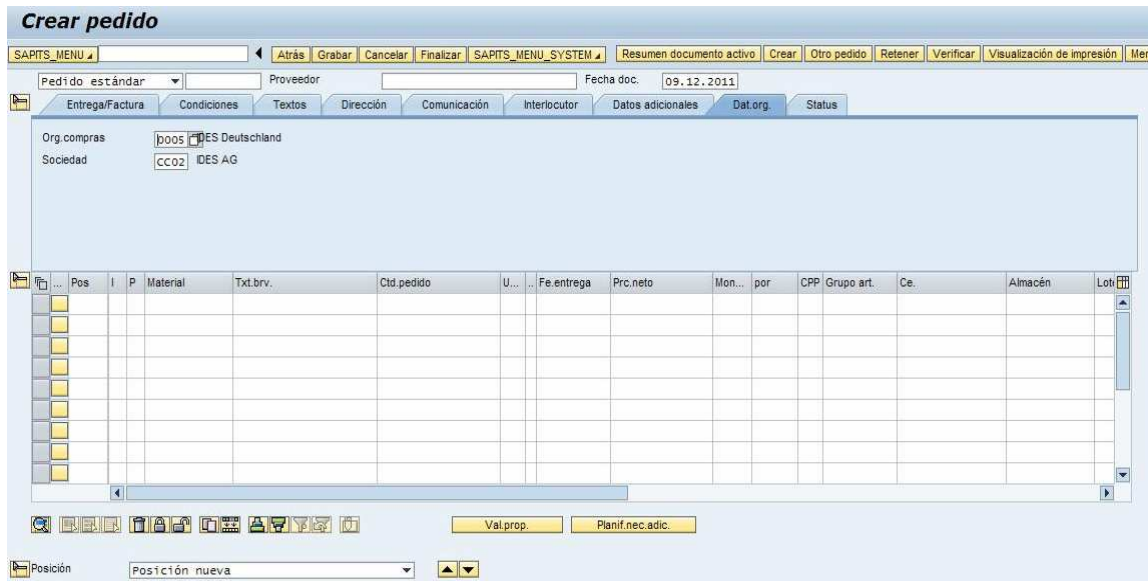 Crear pedido
SAPITS_MENU Atrás Grabar Cancelar Finalizar SAPITS_MENU_SYSTEM Resumen documento activo Crear Otro pedido Retener Verificar Visualización de impresión
Pedido estándar Proveedor Fecha doc. 09.12.2011
Entrega/Factura Condiciones Textos Dirección Comunicación Interlocutor Datos adicionales Dat.org. Status
Org.compras 0005 IDES Deutschland
Sociedad CC02 IDES AG
... Pos I P Material Txt.brv. Ctd.pedido U... .. Fe.entrega Prc.neto Mon... por CPP Grupo art. Ce. Almacén
Val.prop. Planif.nec.adic.
Posición Posición nueva